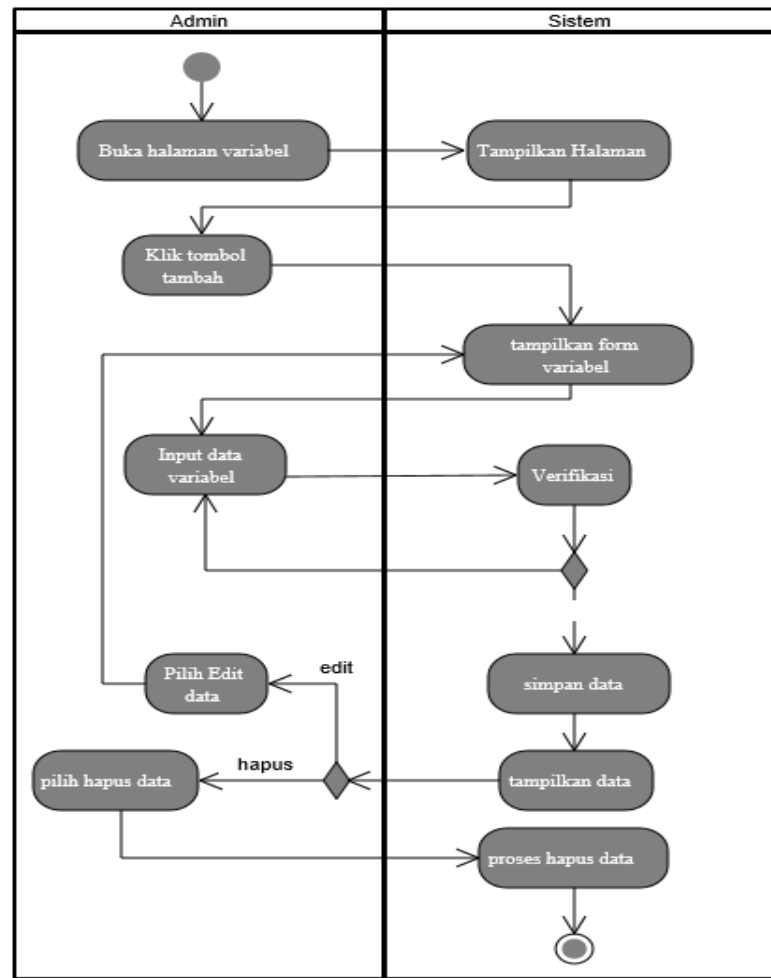 Admin
Sistem
Buka halaman variabel
Tampilkan Halaman
Klik tombol
tambah
tampilkan form
variabel
Input data
variabel
Verifikasi
Pilih Edit
data
edit
simpan data
pilih hapus data
hapus
tampilkan data
proses hapus data